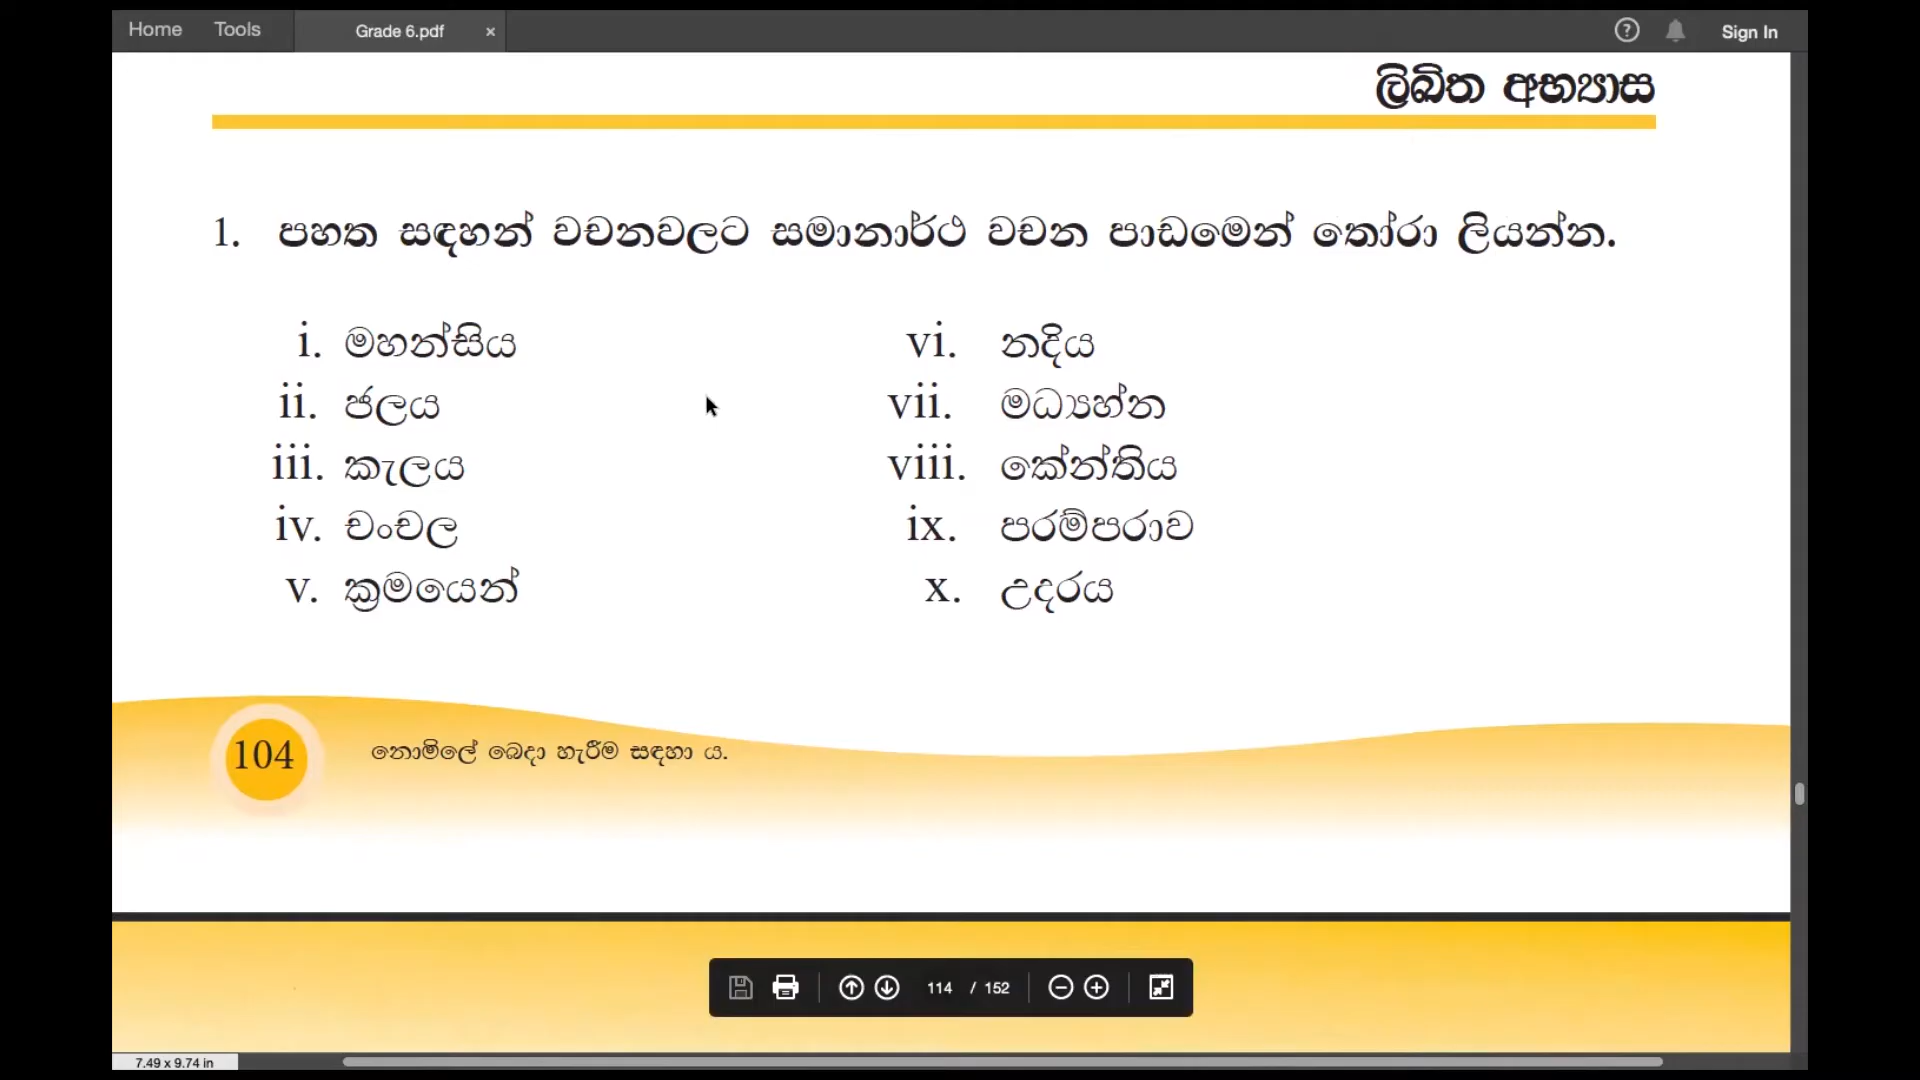 Home Tools Grade 6.pdf × ? Sign In
ලිඛිත අභ්‍යාස
1. පහත සඳහන් වචනවලට සමානාර්ථ වචන පාඩමෙන් තෝරා ලියන්න.
i. මහන්සිය
ii. ජලය
iii. කැලය
iv. චංචල
v. ක්‍රමයෙන්
vi. නදිය
vii. මධ්‍යහ්න
viii. කේන්තිය
ix. පරම්පරාව
x. උදරය
104 නොමිලේ බෙදා හැරීම සඳහා ය.
114 / 152
7.49 x 9.74 in